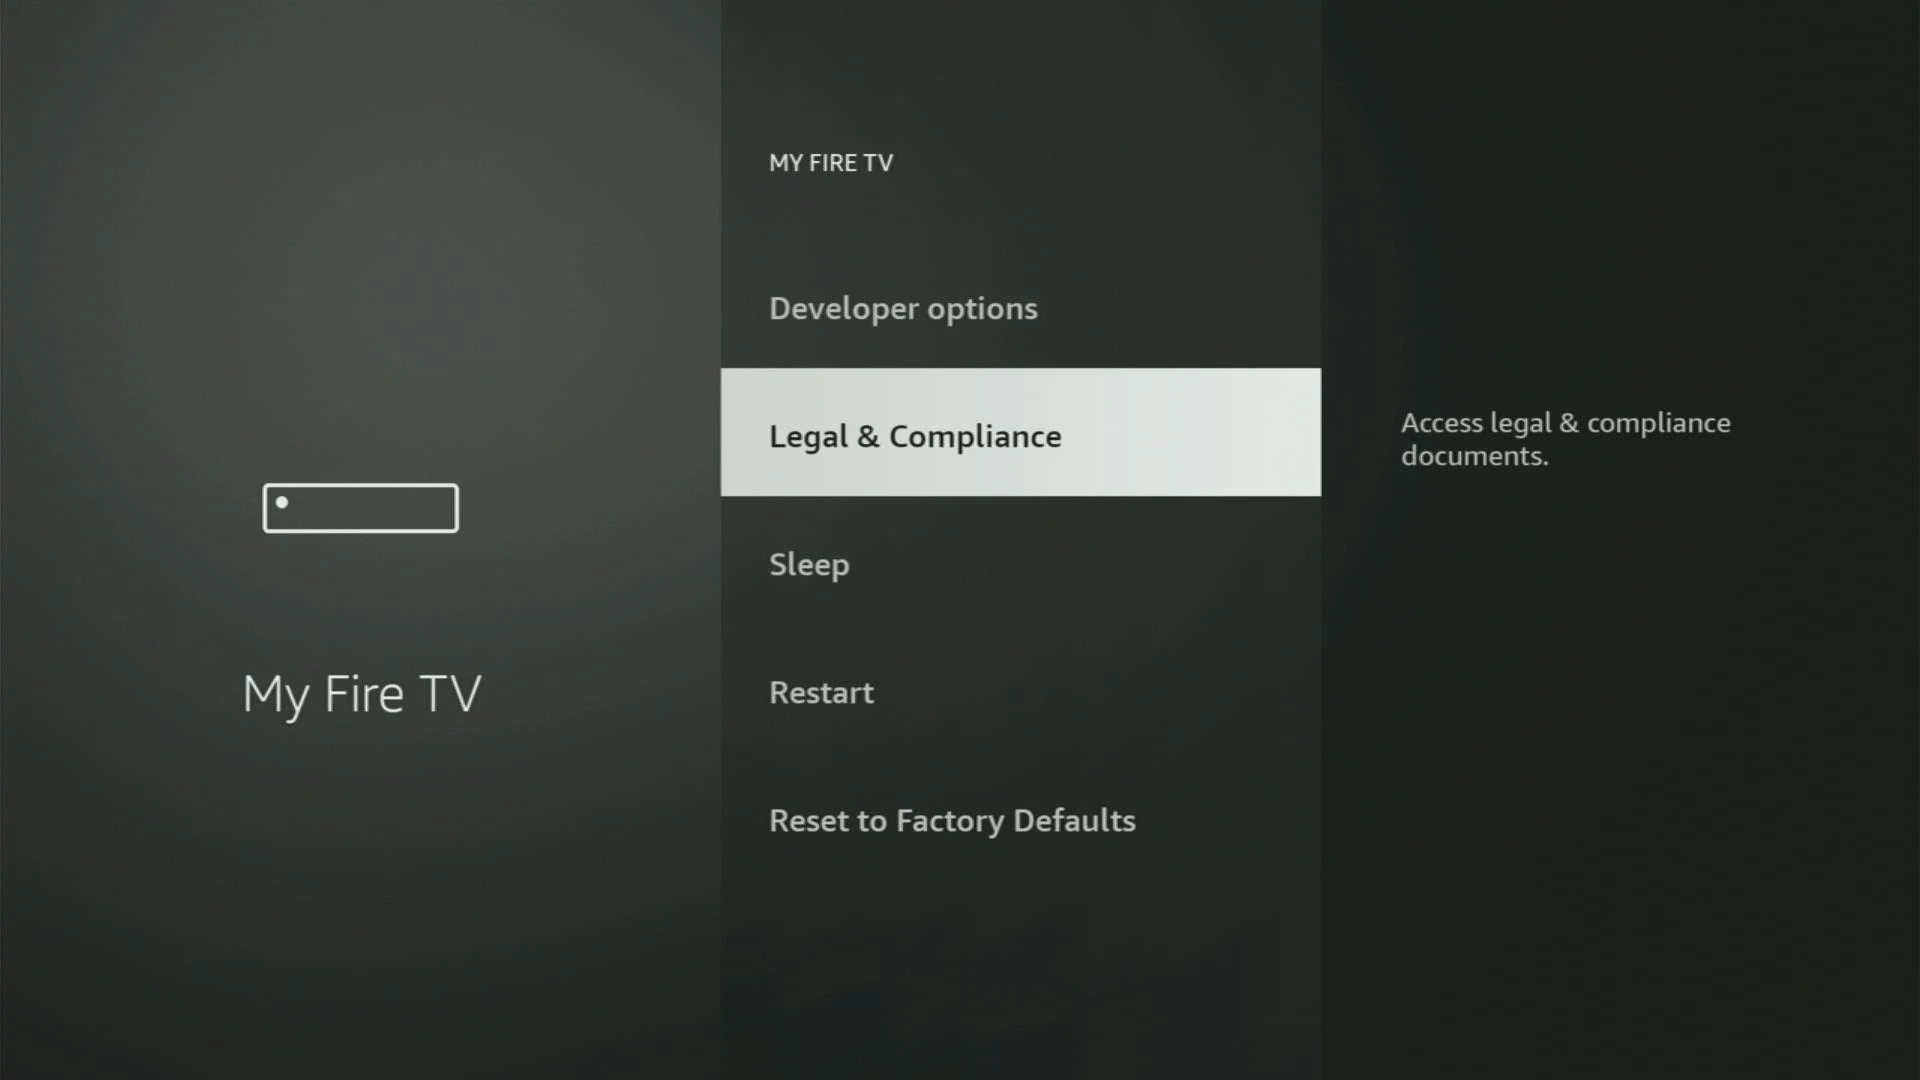 MY FIRE TV
Developer options
Legal & Compliance
Access legal & compliance
documents.
Sleep
Restart
My Fire TV
Reset to Factory Defaults